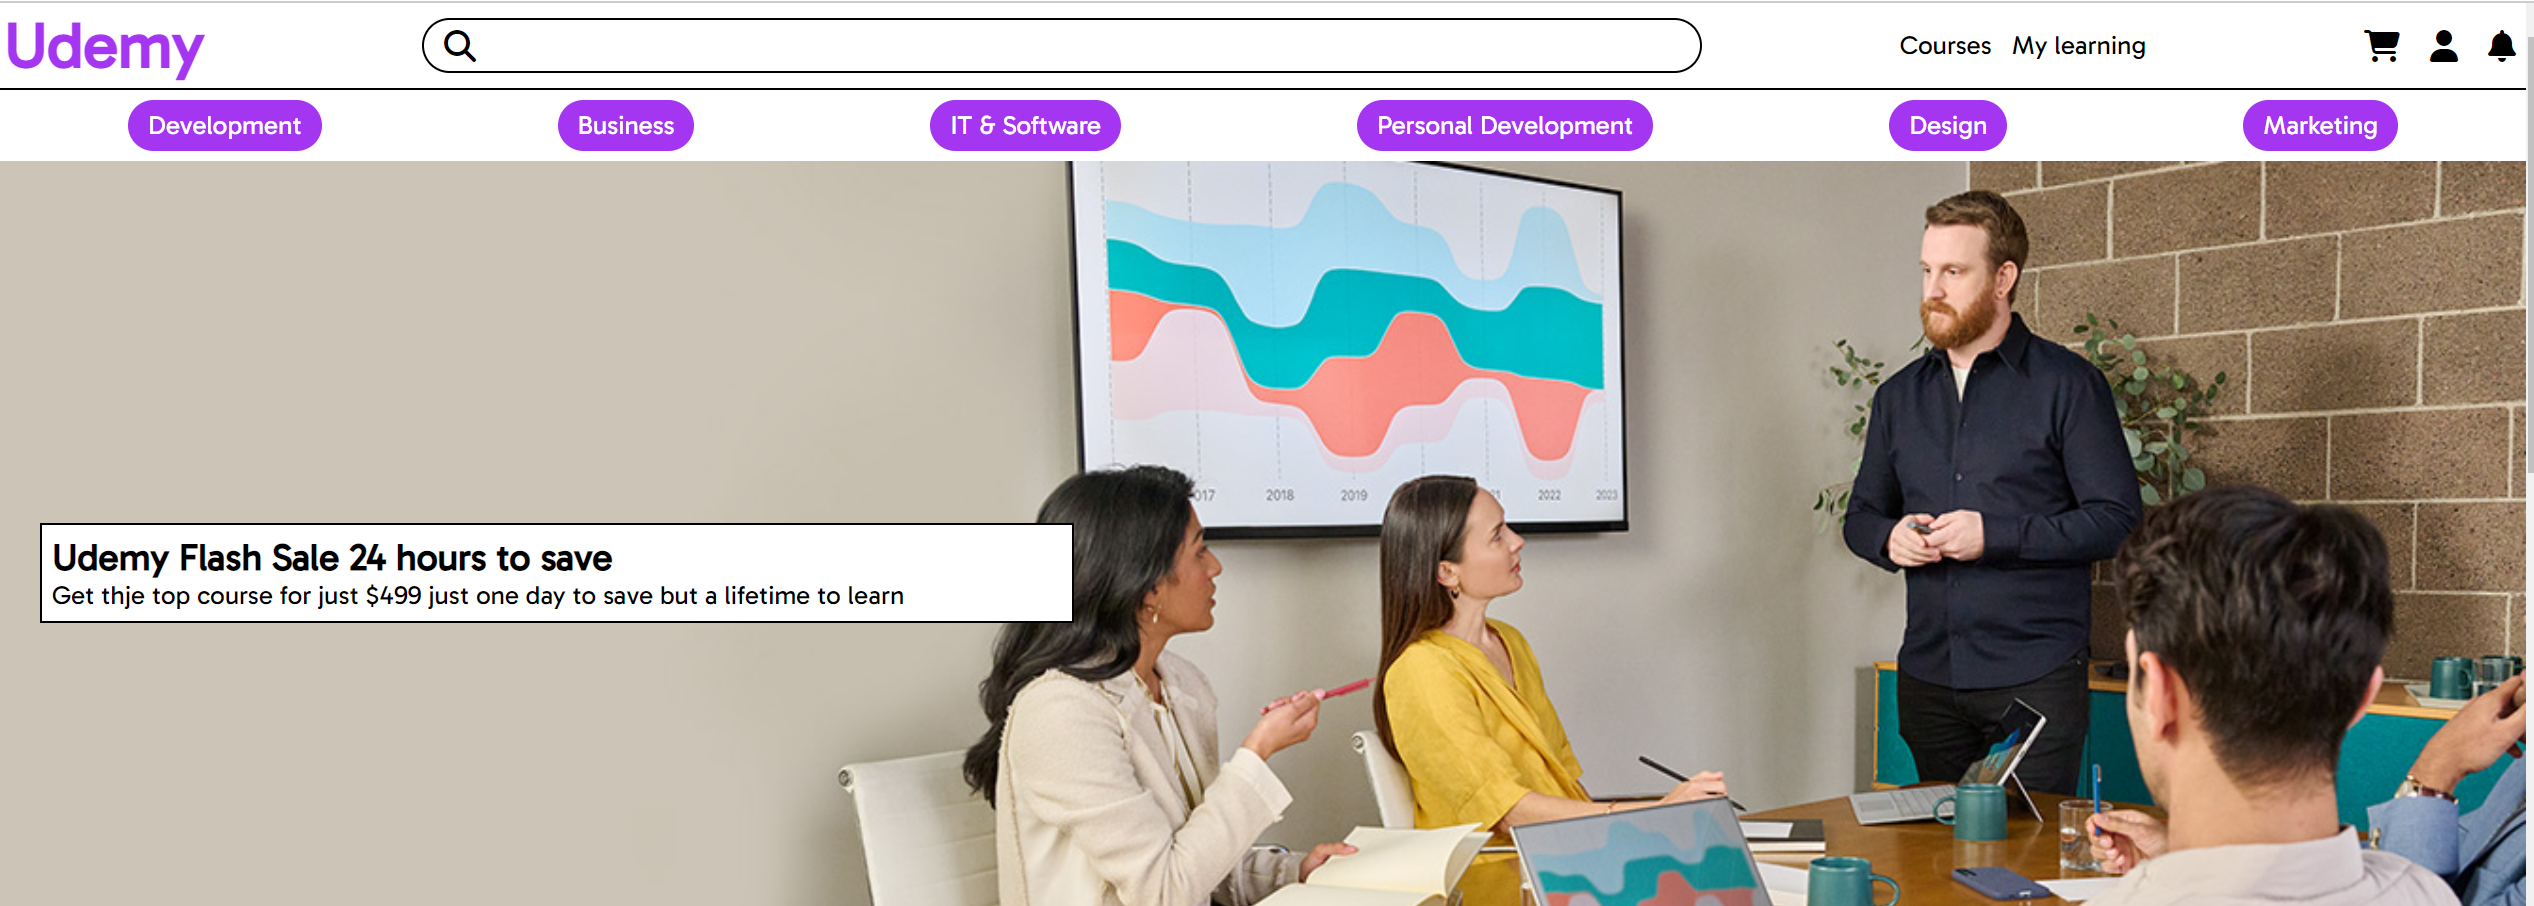 Udemy
Courses My learning
Development Business IT & Software Personal Development Design Marketing
017 2018 2019 21 2022 2023
Udemy Flash Sale 24 hours to save
Get thje top course for just $499 just one day to save but a lifetime to learn